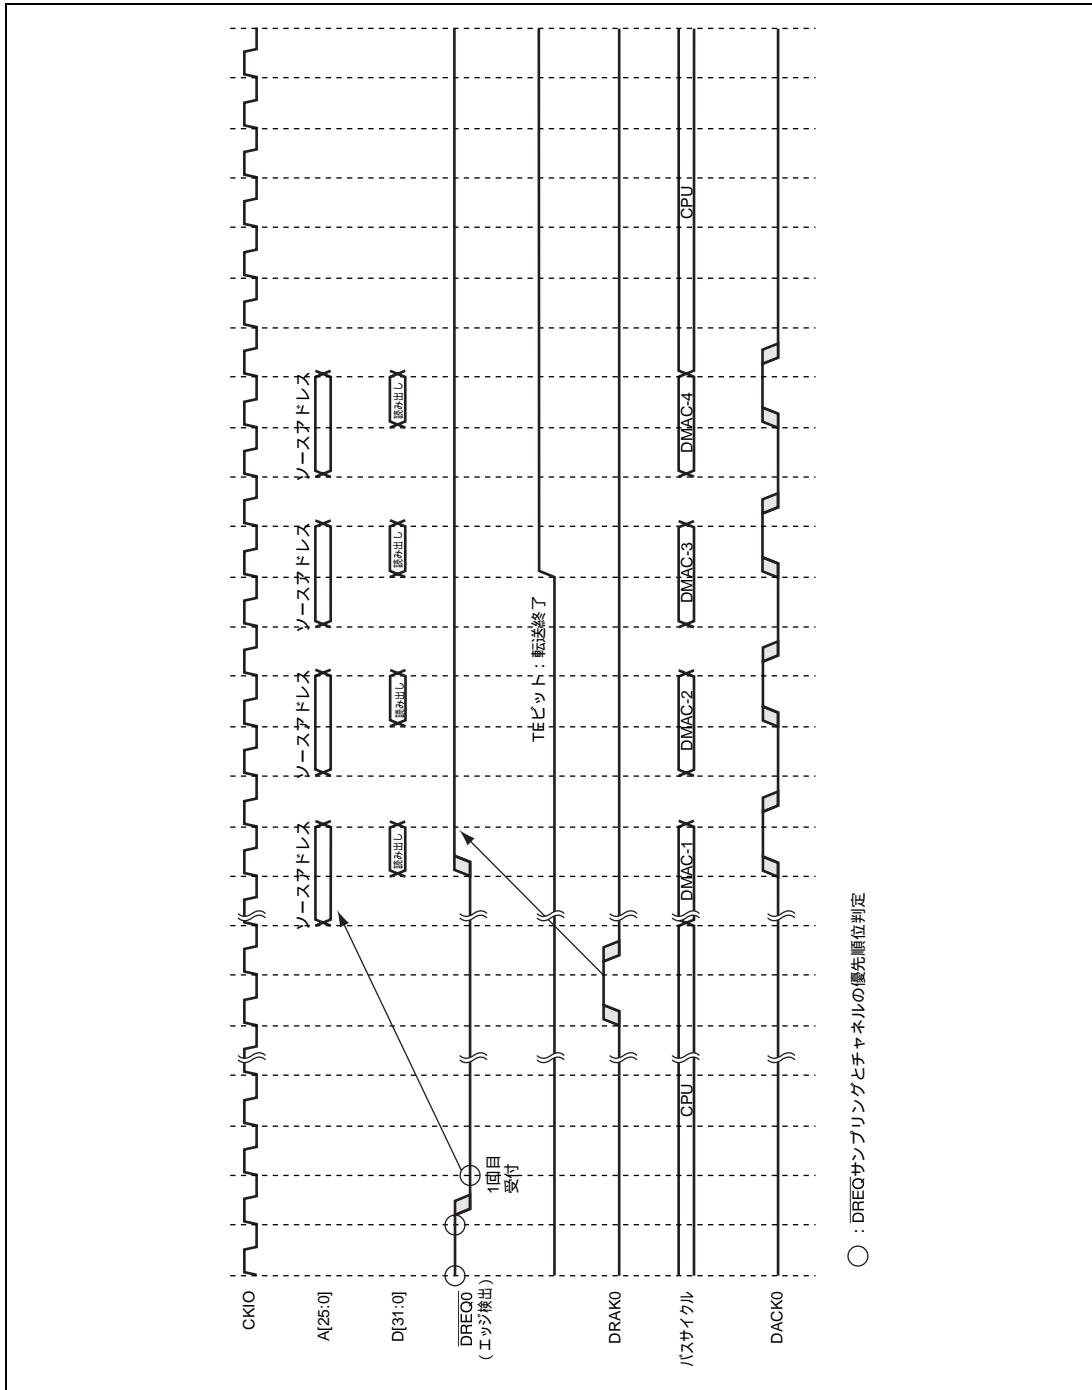 CKIO
A[25:0]
ソースアドレス
ソースアドレス
ソースアドレス
ソースアドレス
D[31:0]
読み出し
読み出し
読み出し
読み出し
DREQ0
(エッジ検出)
1回目
受付
TEビット：転送終了
DRAK0
バスサイクル
CPU
DMAC-1
DMAC-2
DMAC-3
DMAC-4
CPU
DACK0
○：DREQサンプリングとチャネルの優先順位判定